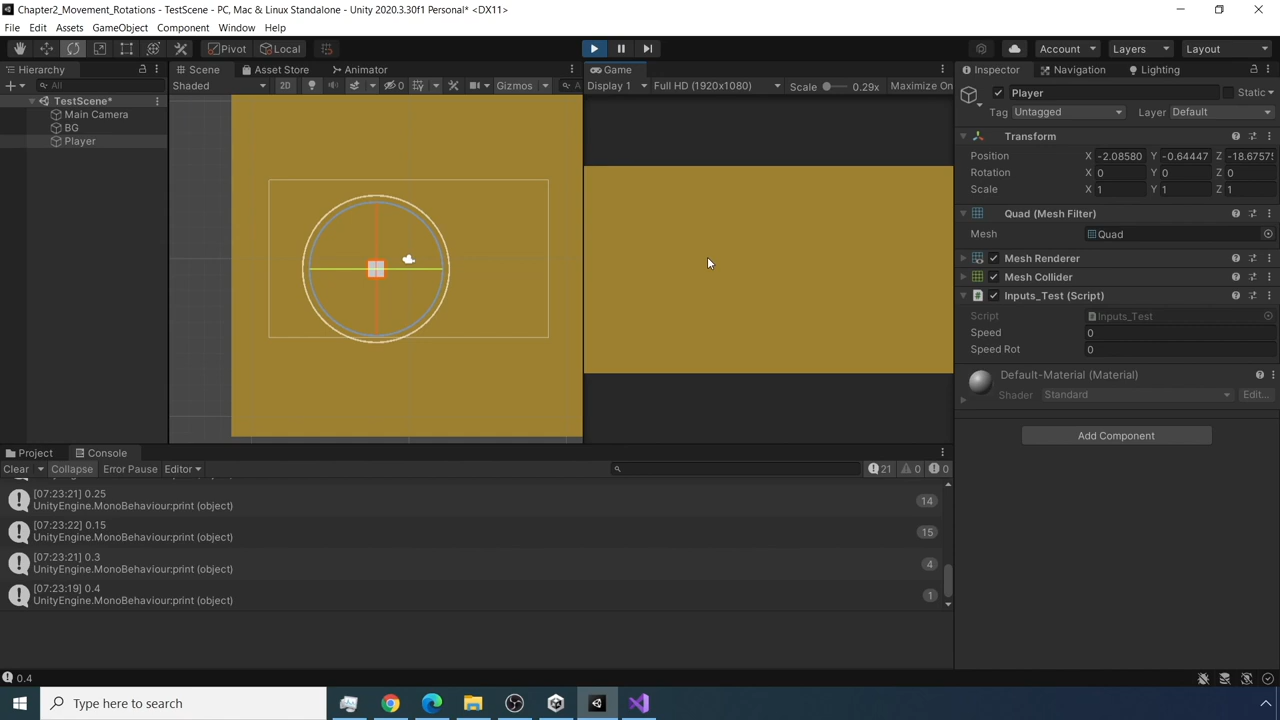 Chapter2_Movement_Rotations - TestScene - PC, Mac & Linux Standalone - Unity 2020.3.30f1 Personal* <DX11>
File Edit Assets GameObject Component Window Help
Pivot Local Account Layers Layout
Hierarchy Scene Asset Store Animator Game Inspector Navigation Lighting
All Shaded 2D 0 Gizmos Display 1 Full HD (1920x1080) Scale 0.29x Maximize On
Player Static
TestScene*
Main Camera
BG
Player
Tag Untagged Layer Default
Transform
Position X -2.08580 Y -0.64447 Z -18.6757
Rotation X 0 Y 0 Z 0
Scale X 1 Y 1 Z 1
Quad (Mesh Filter)
Mesh Quad
Mesh Renderer
Mesh Collider
Inputs_Test (Script)
Script Inputs_Test
Speed 0
Speed Rot 0
Default-Material (Material)
Shader Standard Edit...
Add Component
Project Console
Clear Collapse Error Pause Editor 21 0 0
UnityEngine.MonoBehaviour:print (object)
[07:23:21] 0.25
UnityEngine.MonoBehaviour:print (object) 14
[07:23:22] 0.15
UnityEngine.MonoBehaviour:print (object) 15
[07:23:21] 0.3
UnityEngine.MonoBehaviour:print (object) 4
[07:23:19] 0.4
UnityEngine.MonoBehaviour:print (object) 1
0.4
Type here to search